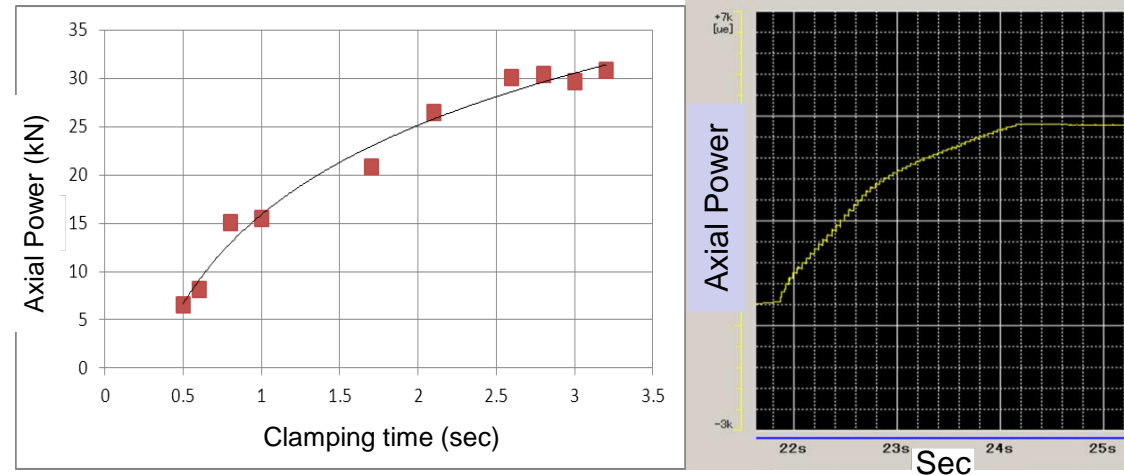 35
30
25
20
15
10
5
0
Axial Power (kN)
0 0.5 1 1.5 2 2.5 3 3.5
Clamping time (sec)
+7k
[ue]
Axial Power
-3k
22s 23s 24s 25s
Sec